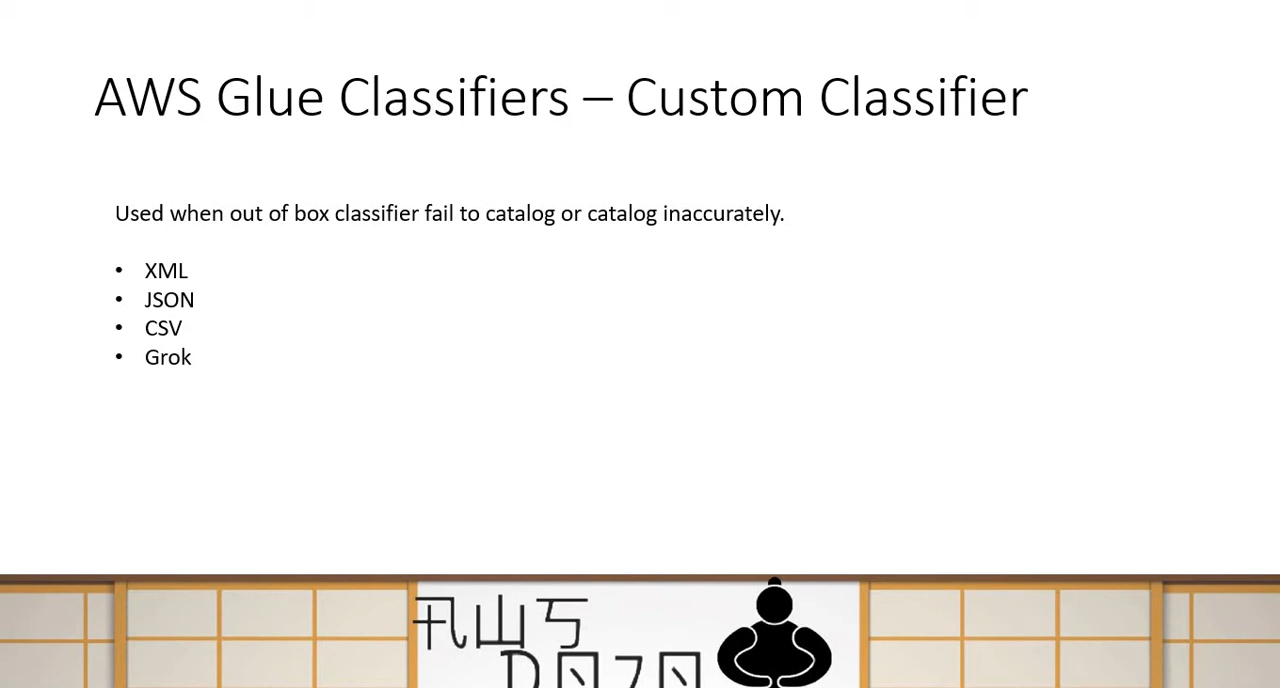 AWS Glue Classifiers – Custom Classifier
Used when out of box classifier fail to catalog or catalog inaccurately.
• XML
• JSON
• CSV
• Grok